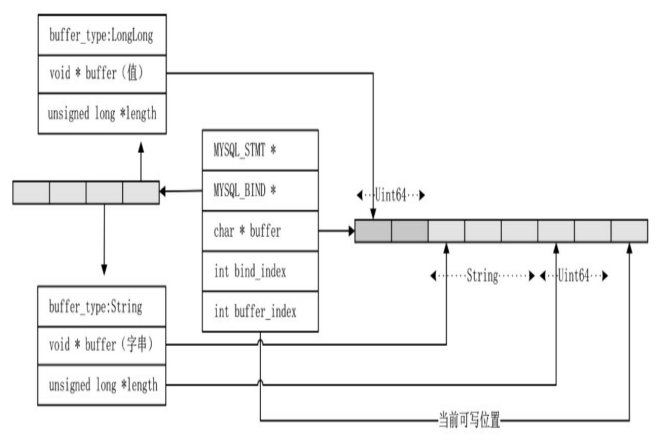 buffer_type:LongLong
void * buffer（值）
unsigned long *length
MYSQL_STMT *
MYSQL_BIND *
char * buffer
int bind_index
int buffer_index
Uint64
String
Uint64
buffer_type:String
void * buffer（字串）
unsigned long *length
当前可写位置